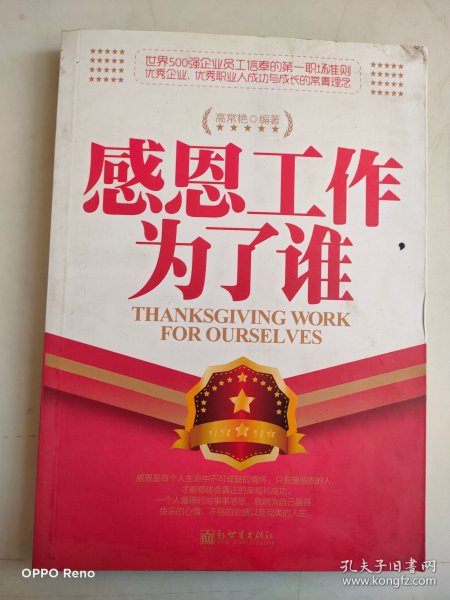 世界500强企业员工信奉的第一职场准则
优秀企业、优秀职业人成功与成长的常青理念
高常艳◎编著
感恩工作
为了谁
THANKSGIVING WORK
FOR OURSELVES
感恩是每个人生命中不可或缺的情怀，只有懂感恩的人，
才能够体会真正的幸福和成功。
一个人懂得时时事事感恩，就能为自己赢得
快乐的心情、不俗的业绩以及完美的人生。
新世界出版社
OPPO Reno
孔夫子旧书网
www.kongfz.com